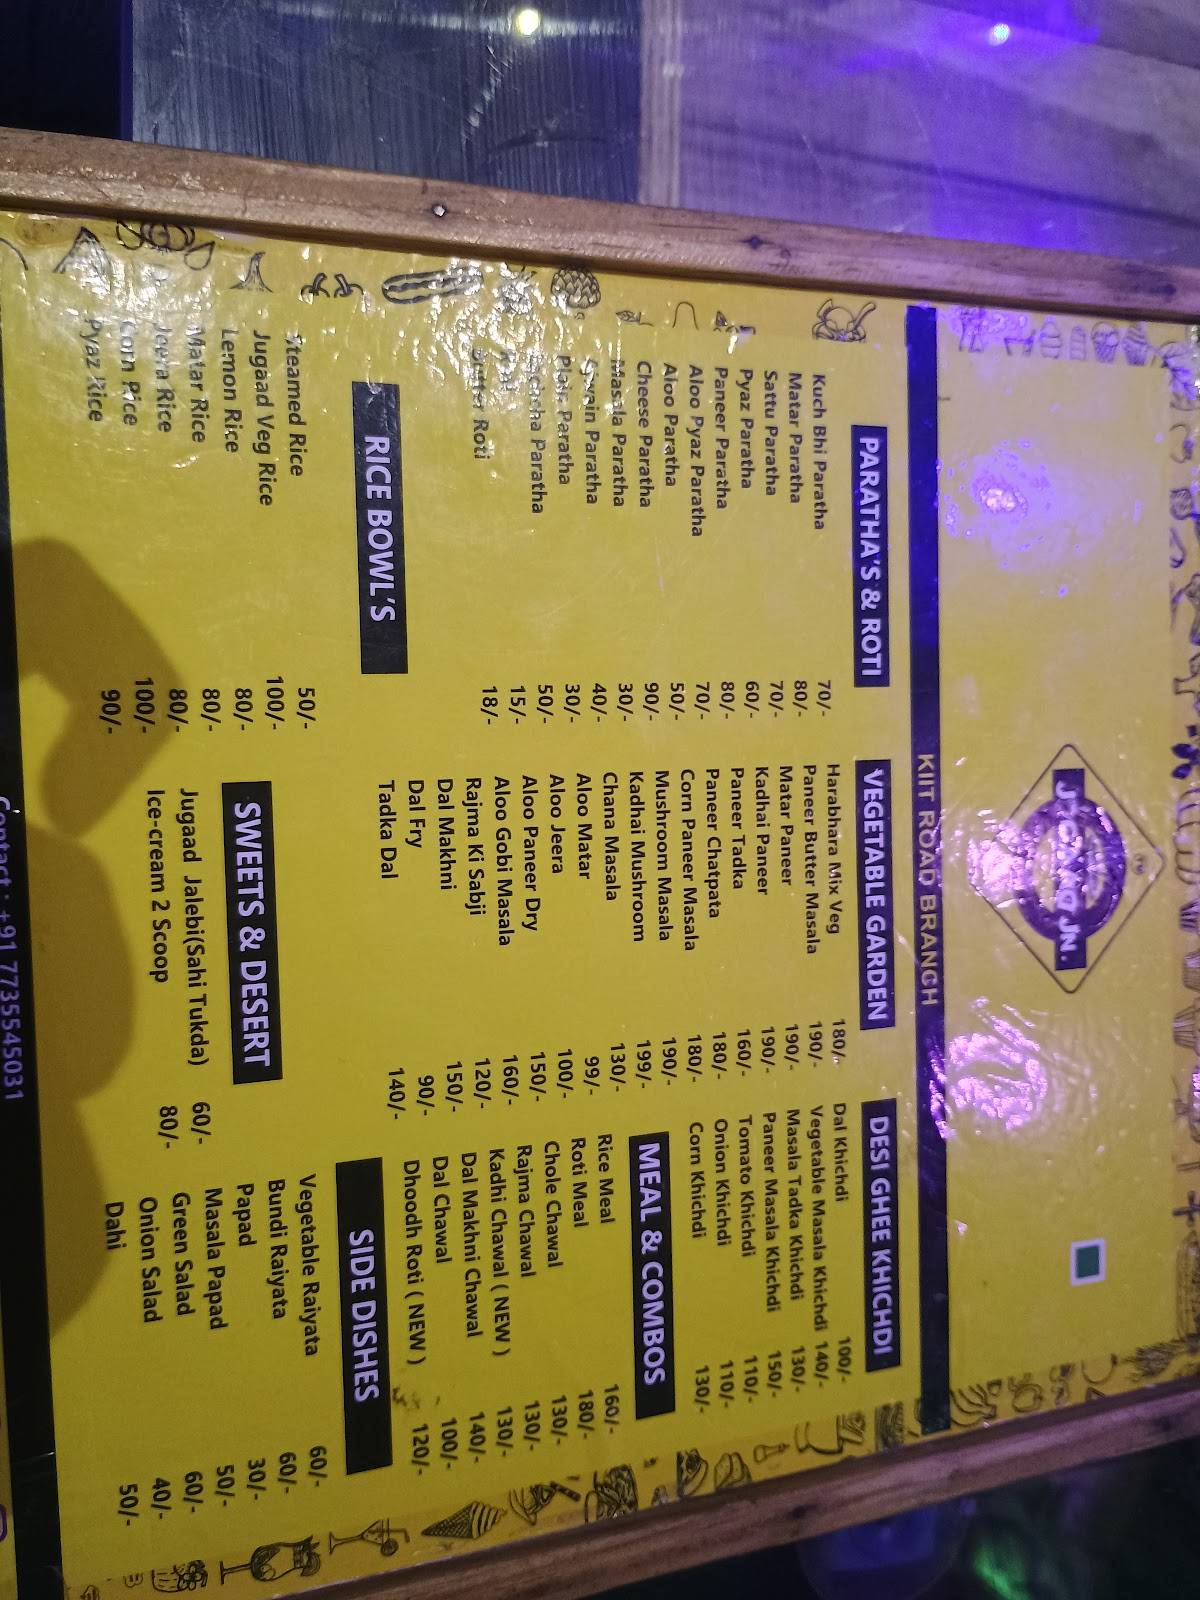 JN.
TM
KIIT ROAD BRANCH
PARATHA'S & ROTI
Kuch Bhi Paratha 70/-
Matar Paratha 80/-
Sattu Paratha 70/-
Pyaz Paratha 60/-
Paneer Paratha 80/-
Aloo Pyaz Paratha 70/-
Aloo Paratha 50/-
Cheese Paratha 90/-
Masala Paratha 30/-
Paratha 40/-
Plain Paratha 30/-
Paratha 50/-
15/-
Butter Roti 18/-
RICE BOWL'S
Steamed Rice 50/-
Jugaad Veg Rice 100/-
Lemon Rice 80/-
Matar Rice 80/-
Jeera Rice 80/-
Corn Rice 100/-
Pyaz Rice 90/-
VEGETABLE GARDEN
Harabhara Mix Veg 180/-
Paneer Butter Masala 190/-
Matar Paneer 190/-
Kadhai Paneer 190/-
Paneer Tadka 160/-
Paneer Chatpata 180/-
Corn Paneer Masala 180/-
Mushroom Masala 190/-
Kadhai Mushroom 199/-
Chana Masala 130/-
Aloo Matar 99/-
Aloo Jeera 100/-
Aloo Paneer Dry 150/-
Aloo Gobi Masala 160/-
Rajma Ki Sabji 120/-
Dal Makhni 150/-
Dal Fry 90/-
Tadka Dal 140/-
SWEETS & DESERT
Jugaad Jalebi(Sahi Tukda) 60/-
Ice-cream 2 Scoop 80/-
DESI GHEE KHICHDI
Dal Khichdi 100/-
Vegetable Masala Khichdi 140/-
Masala Tadka Khichdi 130/-
Paneer Masala Khichdi 150/-
Tomato Khichdi 110/-
Onion Khichdi 110/-
Corn Khichdi 130/-
MEAL & COMBOS
Rice Meal 160/-
Roti Meal 180/-
Chole Chawal 130/-
Rajma Chawal 130/-
Kadhi Chawal ( NEW ) 130/-
Dal Makhni Chawal 140/-
Dal Chawal 100/-
Dhoodh Roti ( NEW ) 120/-
SIDE DISHES
Vegetable Raiyata 60/-
Bundi Raiyata 60/-
Papad 30/-
Masala Papad 50/-
Green Salad 60/-
Onion Salad 40/-
Dahi 50/-
Contact : +91 7735545031